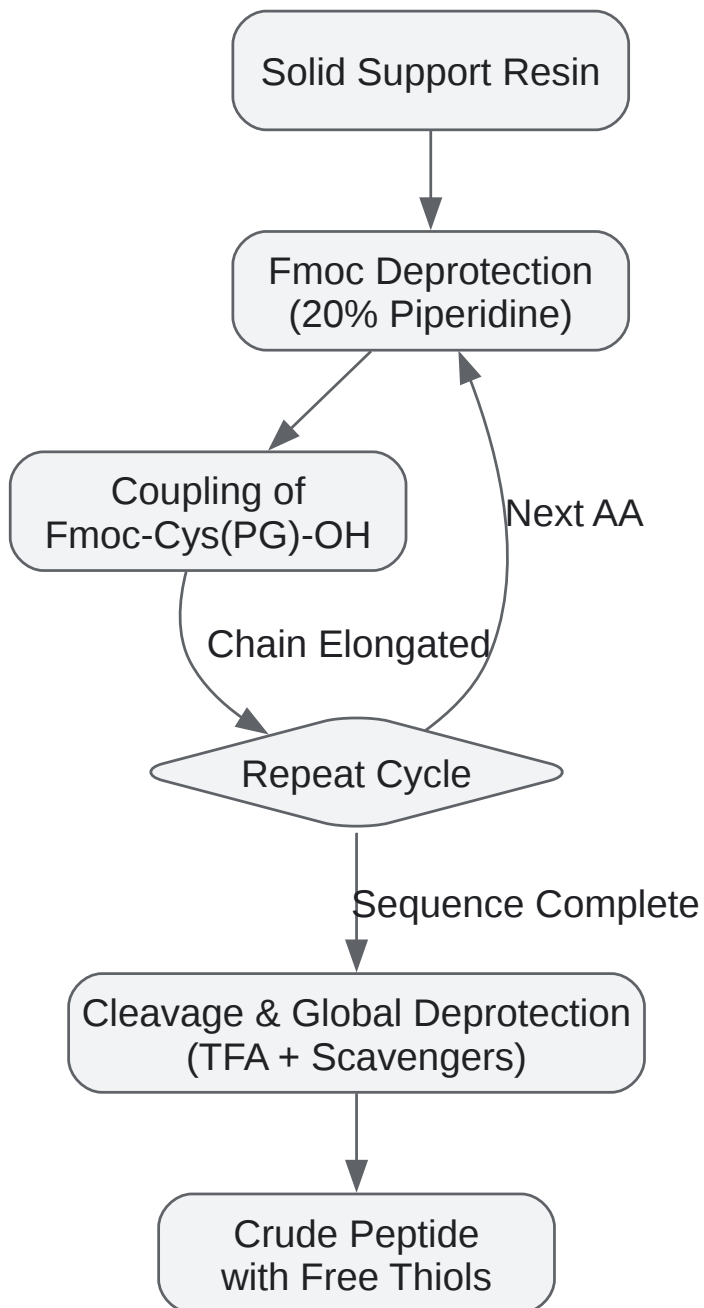 Solid Support Resin
Fmoc Deprotection
(20% Piperidine)
Coupling of
Fmoc-Cys(PG)-OH
Next AA
Chain Elongated
Repeat Cycle
Sequence Complete
Cleavage & Global Deprotection
(TFA + Scavengers)
Crude Peptide
with Free Thiols